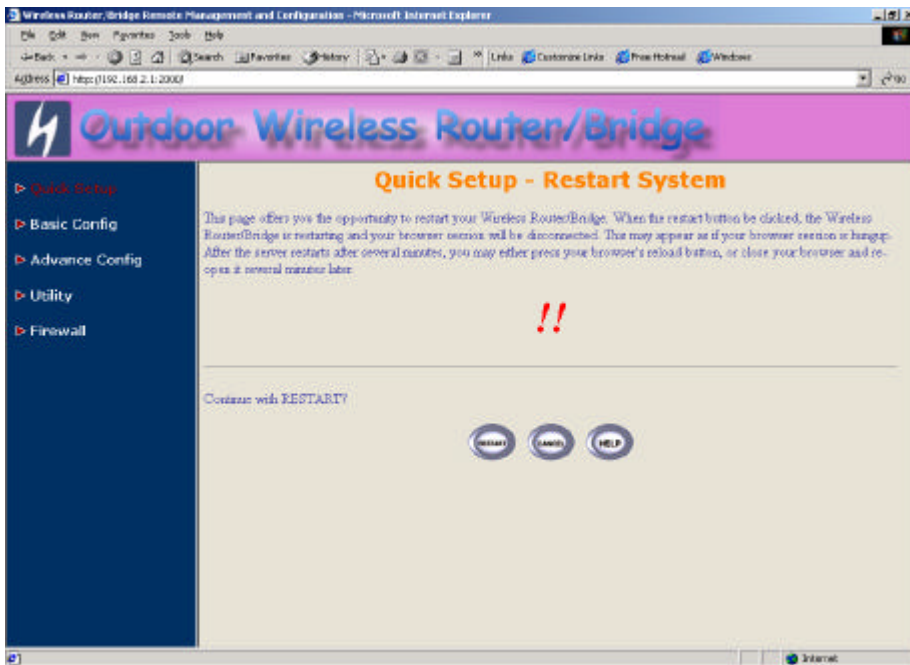 Wireless Router/Bridge Remote Management and Configuration - Microsoft Internet Explorer
File Edit View Favorites Tools Help
Back Search Favorites History Links Customize Links Free Hotmail Windows
Address http://192.168.2.1:2000/ Go
Outdoor Wireless Router/Bridge
Quick Setup
Basic Config
Advance Config
Utility
Firewall
Quick Setup - Restart System
This page offers you the opportunity to restart your Wireless Router/Bridge. When the restart button be clicked, the Wireless
Router/Bridge is restarting and your browser session will be disconnected. This may appear as if your browser session is hungup.
After the server restarts after several minutes, you may either press your browser's reload button, or close your browser and re-
open it several minutes later.
!!
Continue with RESTART?
RESTART CANCEL HELP
Internet